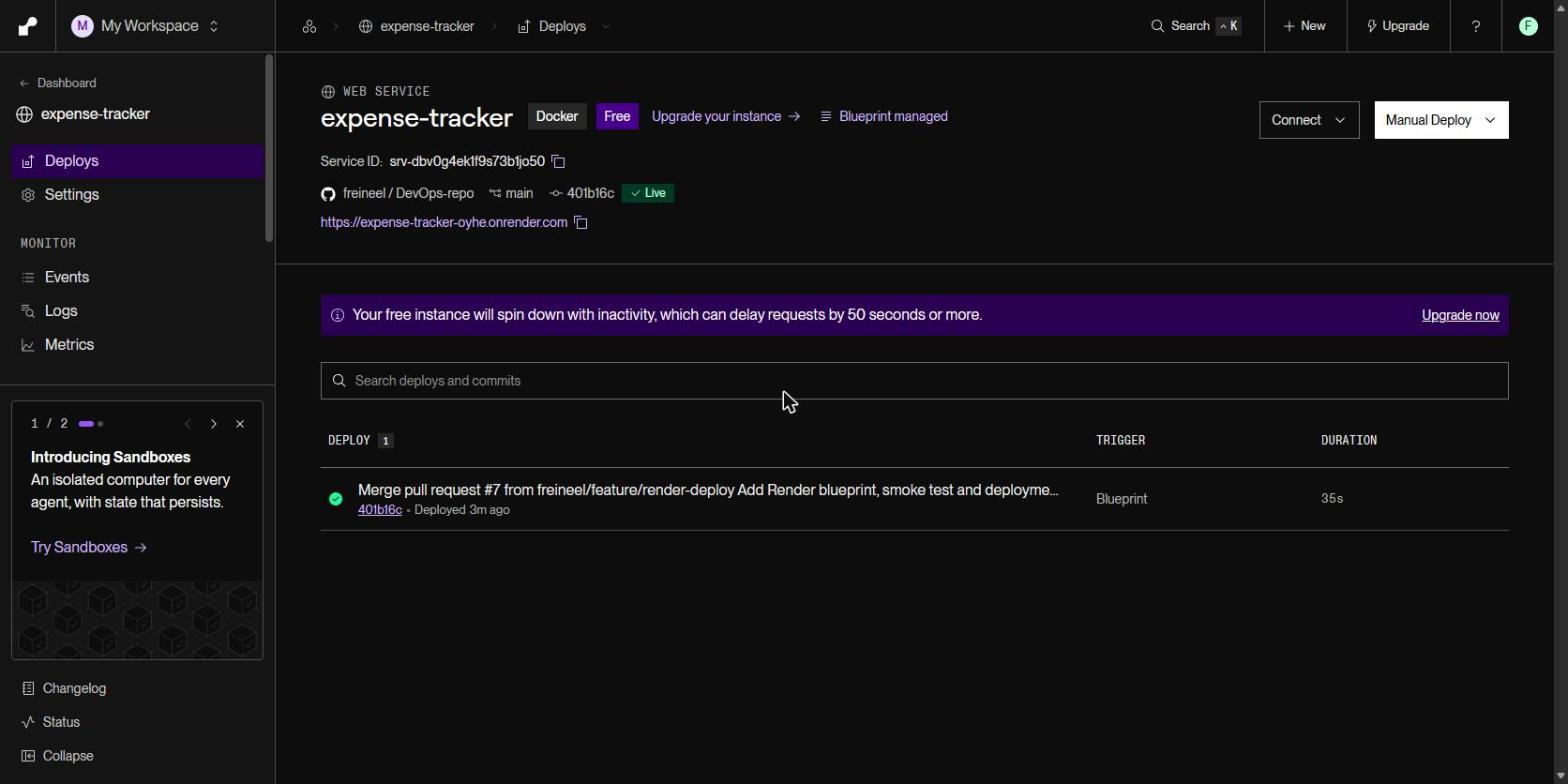 M My Workspace
expense-tracker
Deploys
Search ^ K
+ New
Upgrade
?
F
← Dashboard
expense-tracker
Deploys
Settings
MONITOR
Events
Logs
Metrics
1 / 2
Introducing Sandboxes
An isolated computer for every
agent, with state that persists.
Try Sandboxes →
Changelog
Status
Collapse
WEB SERVICE
expense-tracker Docker Free Upgrade your instance → Blueprint managed
Connect
Manual Deploy
Service ID: srv-dbv0g4ek1f9s73b1jo50
freineel / DevOps-repo main 401b16c ✓ Live
https://expense-tracker-oyhe.onrender.com
Your free instance will spin down with inactivity, which can delay requests by 50 seconds or more. Upgrade now
Search deploys and commits
DEPLOY 1 TRIGGER DURATION
Merge pull request #7 from freineel/feature/render-deploy Add Render blueprint, smoke test and deployme...
401b16c • Deployed 3m ago
Blueprint
35s